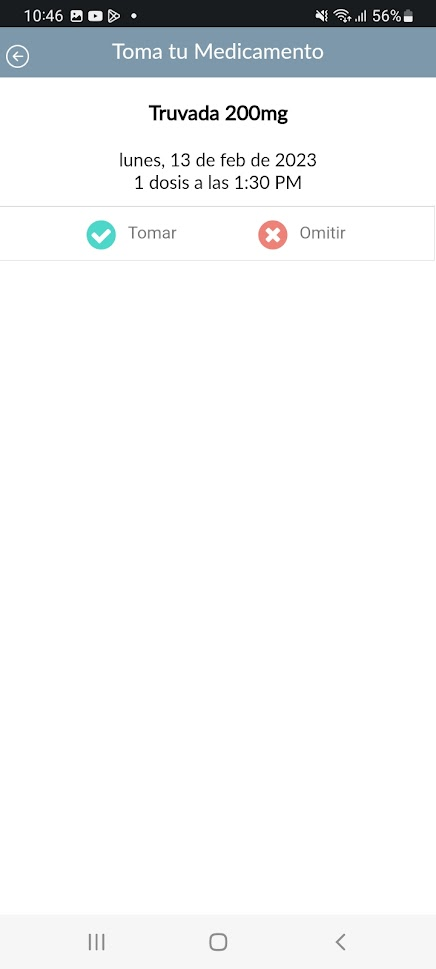 10:46
56%
Toma tu Medicamento
Truvada 200mg
lunes, 13 de feb de 2023
1 dosis a las 1:30 PM
Tomar
Omitir